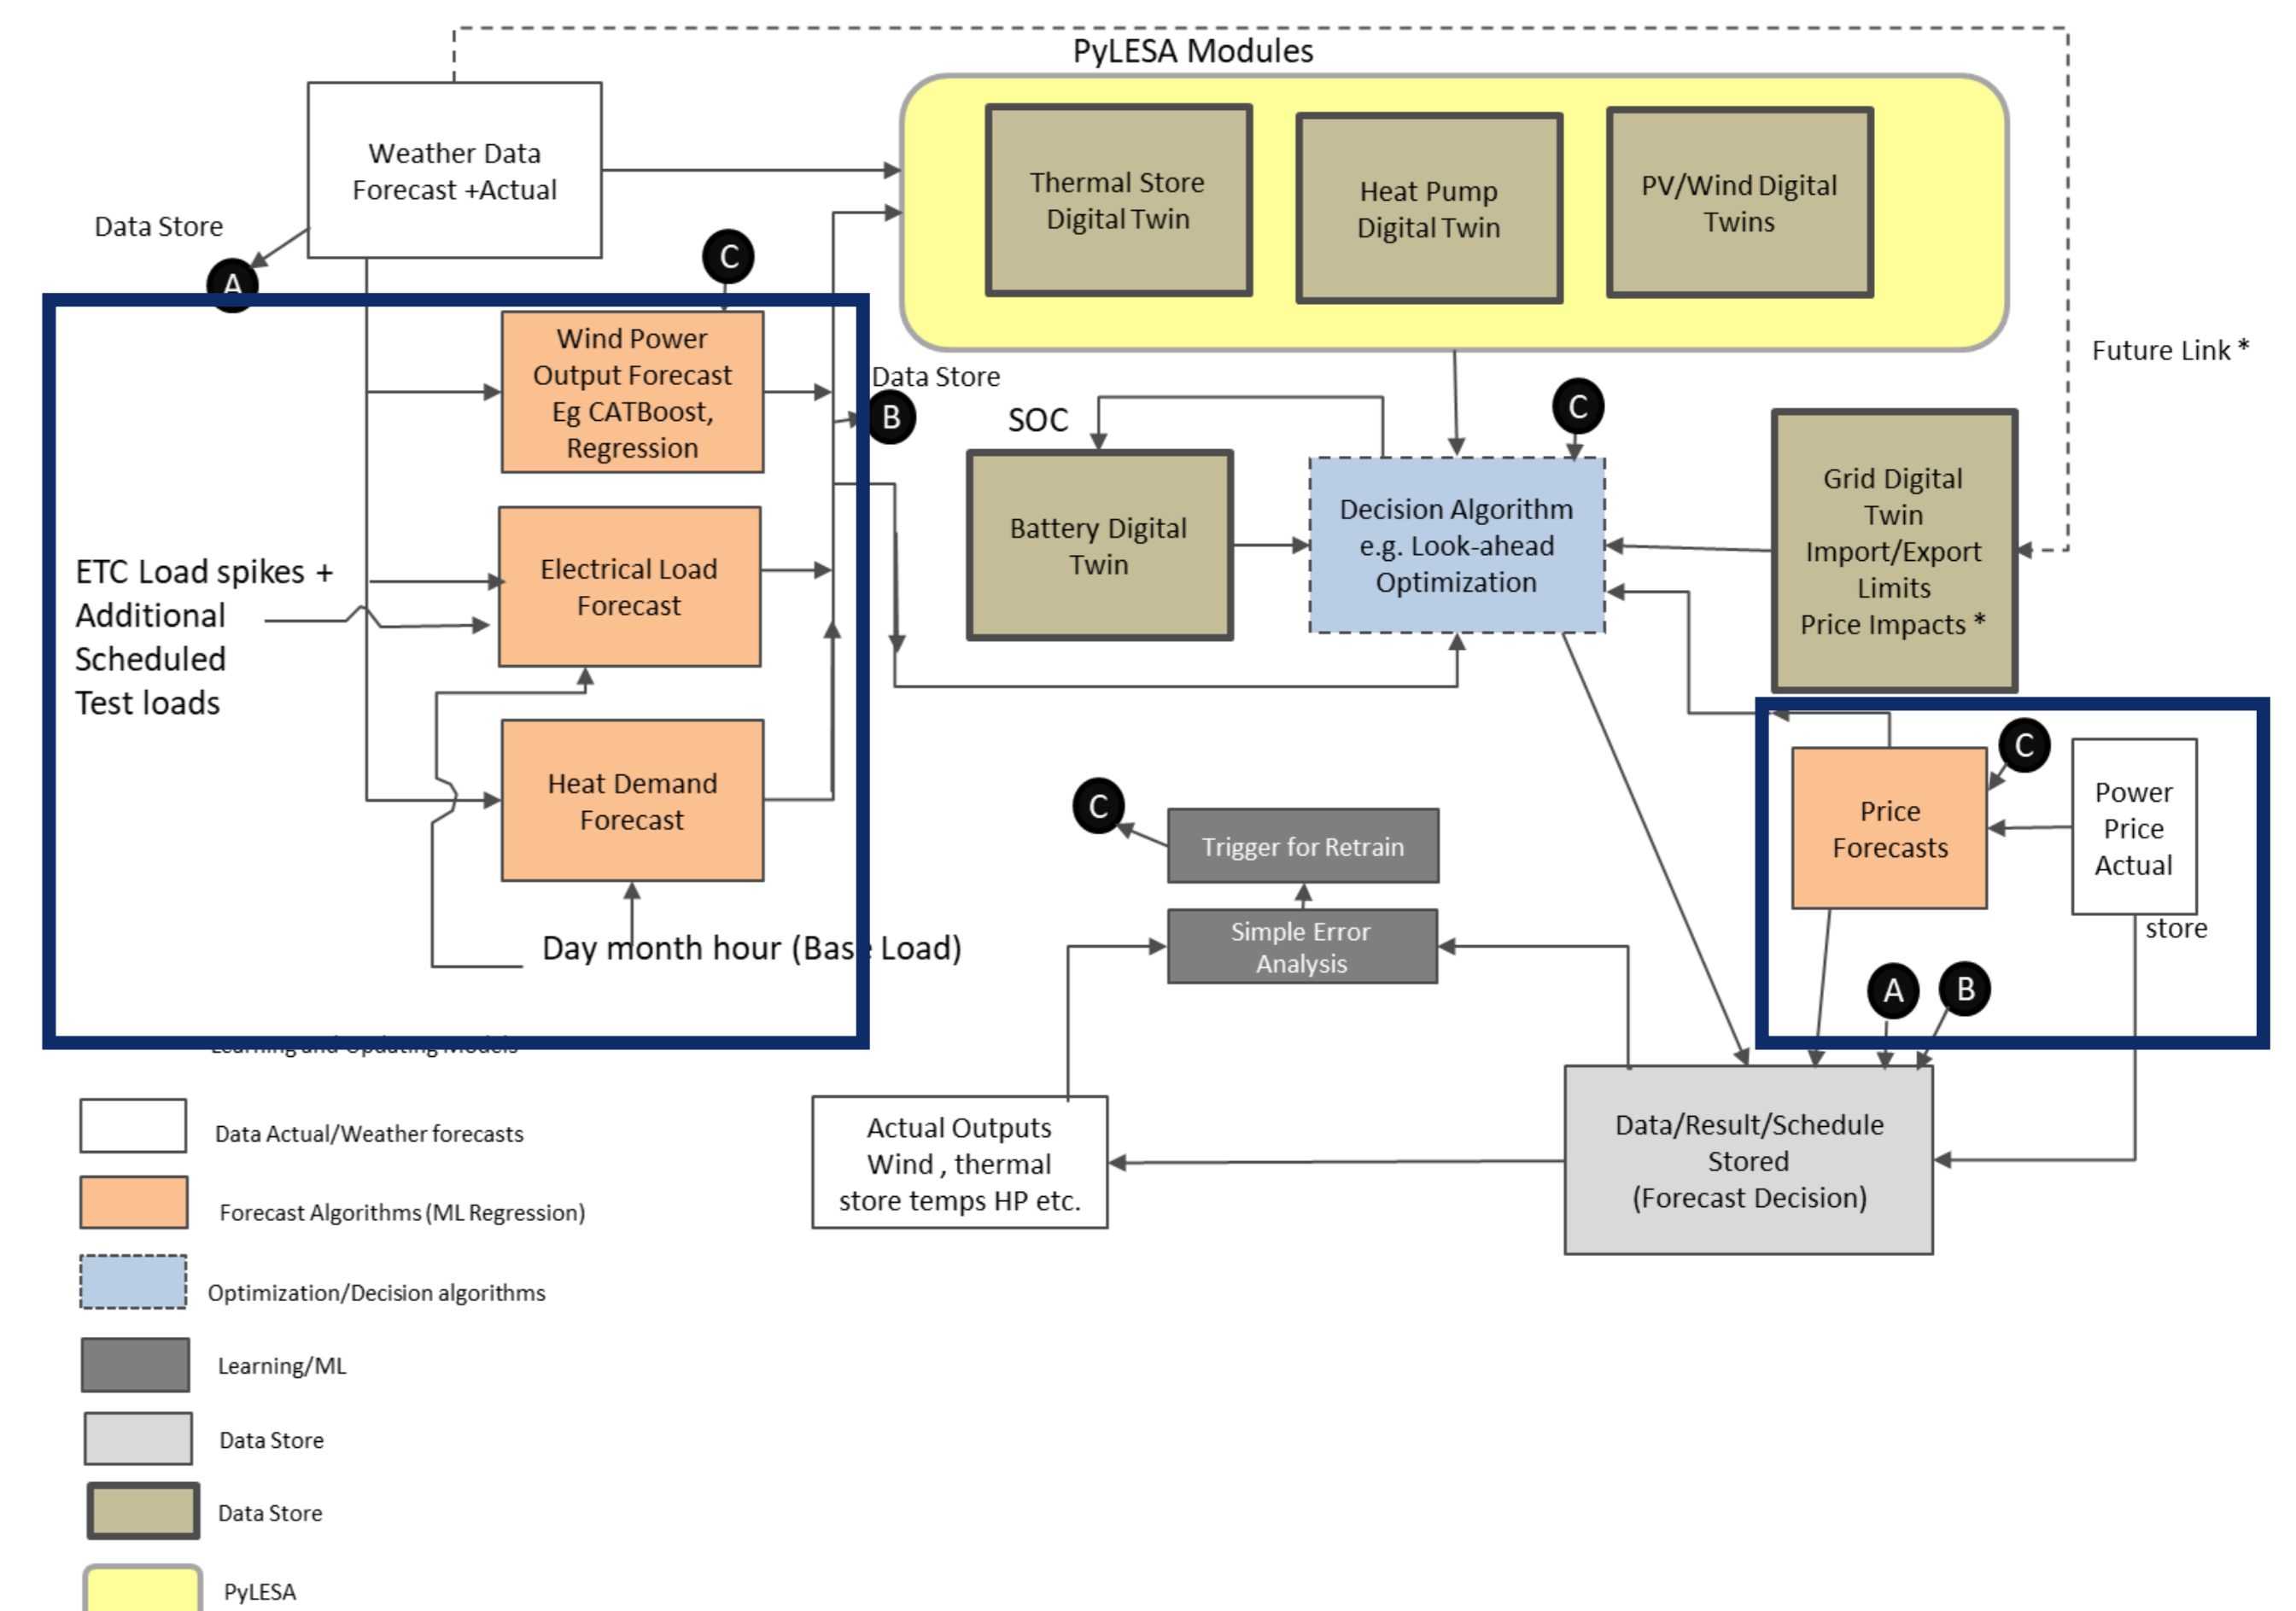 PyLESA Modules
Weather Data
Forecast +Actual
Data Store
A
C
Thermal Store
Digital Twin
Heat Pump
Digital Twin
PV/Wind Digital
Twins
Future Link *
Wind Power
Output Forecast
Eg CATBoost,
Regression
Data Store
B
SOC
C
Battery Digital
Twin
Decision Algorithm
e.g. Look-ahead
Optimization
Grid Digital
Twin
Import/Export
Limits
Price Impacts *
ETC Load spikes +
Additional
Scheduled
Test loads
Electrical Load
Forecast
Heat Demand
Forecast
Day month hour (Base Load)
C
Trigger for Retrain
Simple Error
Analysis
Price
Forecasts
C
Power
Price
Actual
store
A
B
Actual Outputs
Wind , thermal
store temps HP etc.
Data/Result/Schedule
Stored
(Forecast Decision)
Learning and Updating Models
Data Actual/Weather forecasts
Forecast Algorithms (ML Regression)
Optimization/Decision algorithms
Learning/ML
Data Store
Data Store
PyLESA